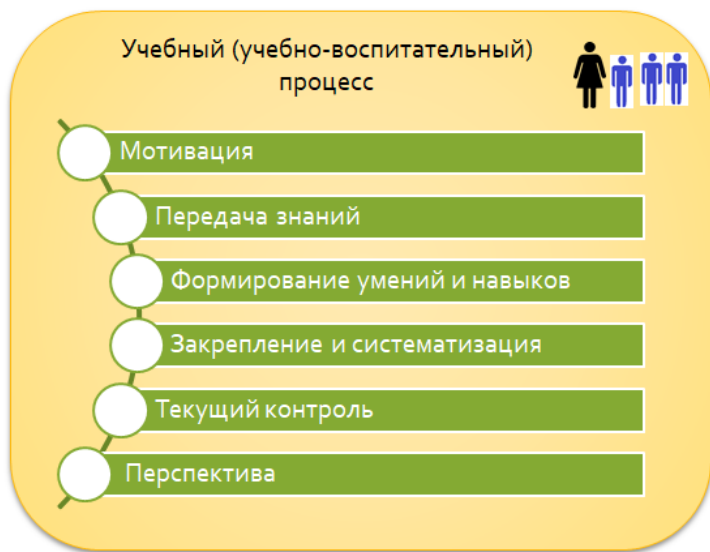 Учебный (учебно-воспитательный)
процесс
Мотивация
Передача знаний
Формирование умений и навыков
Закрепление и систематизация
Текущий контроль
Перспектива